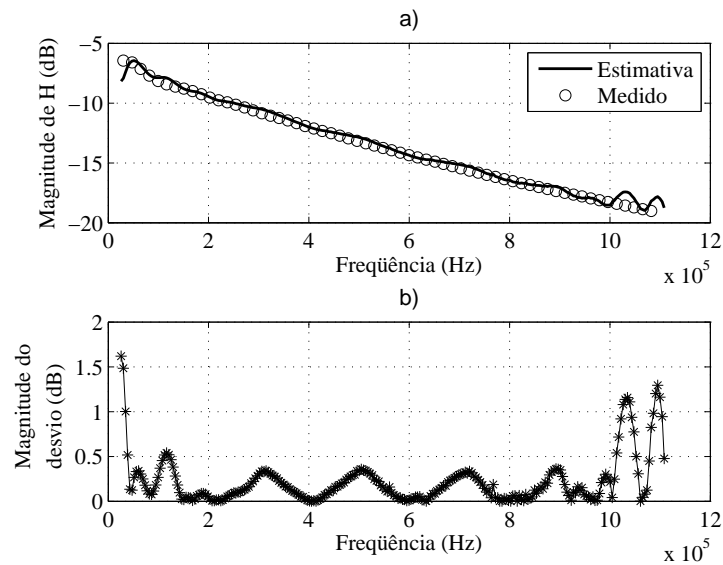 a)
Magnitude de H (dB)
−5
−10
−15
−20
Estimativa
Medido
0 2 4 6 8 10 12
x 10^5
Freqüência (Hz)
b)
Magnitude do
desvio (dB)
2
1.5
1
0.5
0
0 2 4 6 8 10 12
x 10^5
Freqüência (Hz)